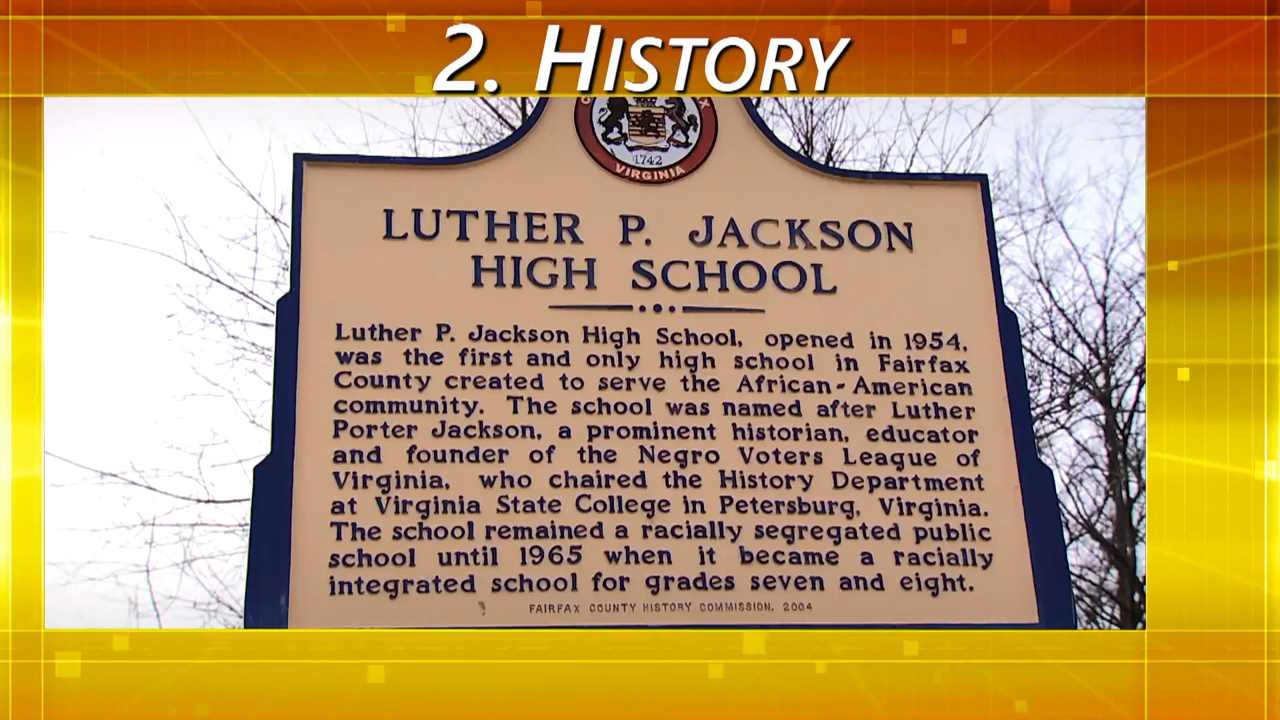 2. HISTORY
1742
VIRGINIA
LUTHER P. JACKSON
HIGH SCHOOL
Luther P. Jackson High School, opened in 1954,
was the first and only high school in Fairfax
County created to serve the African-American
community. The school was named after Luther
Porter Jackson, a prominent historian, educator
and founder of the Negro Voters League of
Virginia, who chaired the History Department
at Virginia State College in Petersburg, Virginia.
The school remained a racially segregated public
school until 1965 when it became a racially
integrated school for grades seven and eight.
FAIRFAX COUNTY HISTORY COMMISSION, 2004